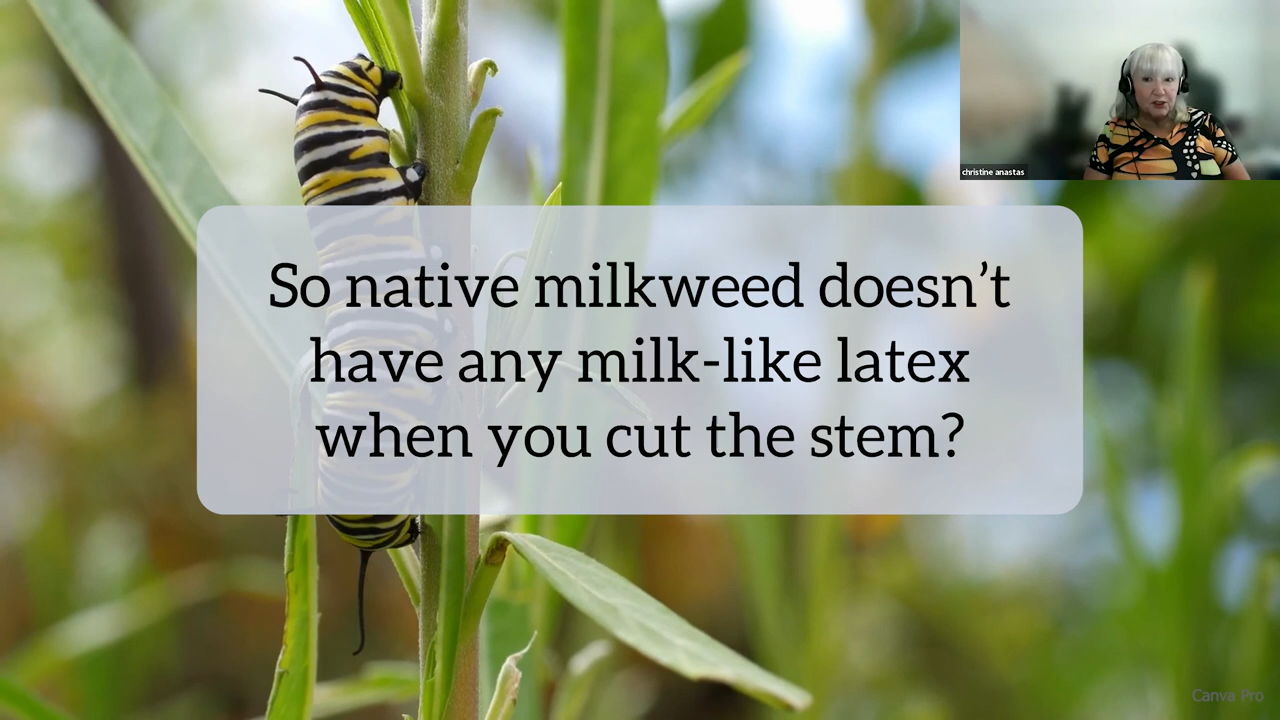 christine anastas
So native milkweed doesn’t
have any milk-like latex
when you cut the stem?
Canva Pro